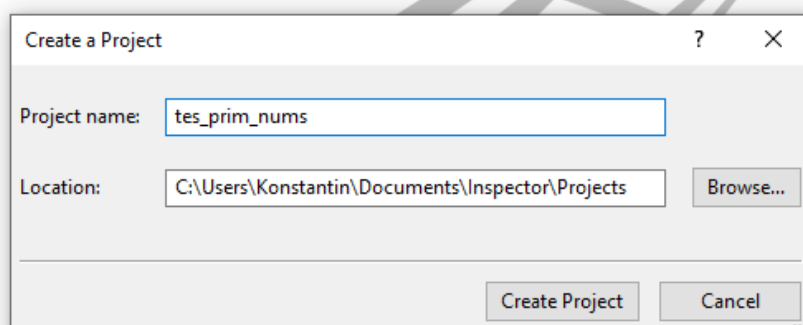 Create a Project ?
Project name: tes_prim_nums
Location: C:\Users\Konstantin\Documents\Inspector\Projects Browse...
Create Project Cancel